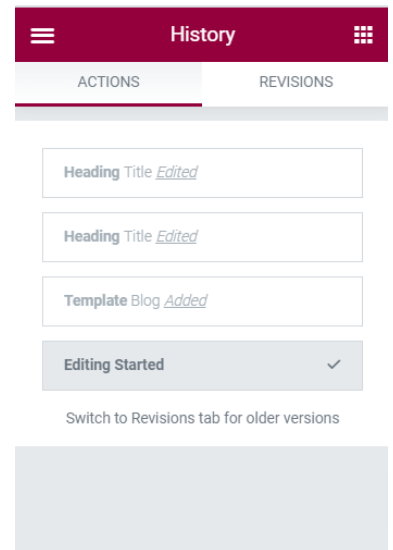 History
ACTIONS REVISIONS
Heading Title Edited
Heading Title Edited
Template Blog Added
Editing Started
Switch to Revisions tab for older versions